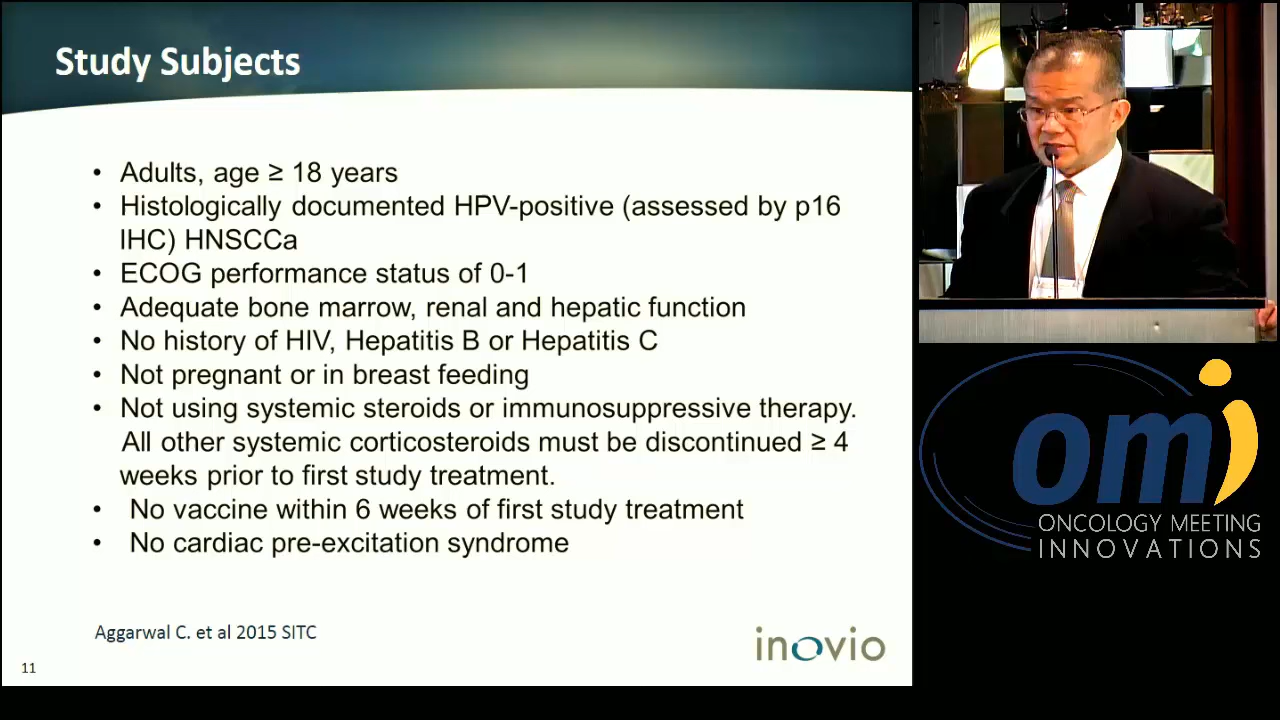 Study Subjects
• Adults, age ≥ 18 years
• Histologically documented HPV-positive (assessed by p16
IHC) HNSCCa
• ECOG performance status of 0-1
• Adequate bone marrow, renal and hepatic function
• No history of HIV, Hepatitis B or Hepatitis C
• Not pregnant or in breast feeding
• Not using systemic steroids or immunosuppressive therapy.
All other systemic corticosteroids must be discontinued ≥ 4
weeks prior to first study treatment.
• No vaccine within 6 weeks of first study treatment
• No cardiac pre-excitation syndrome
Aggarwal C. et al 2015 SITC
inovio
11
omi
ONCOLOGY MEETING
INNOVATIONS